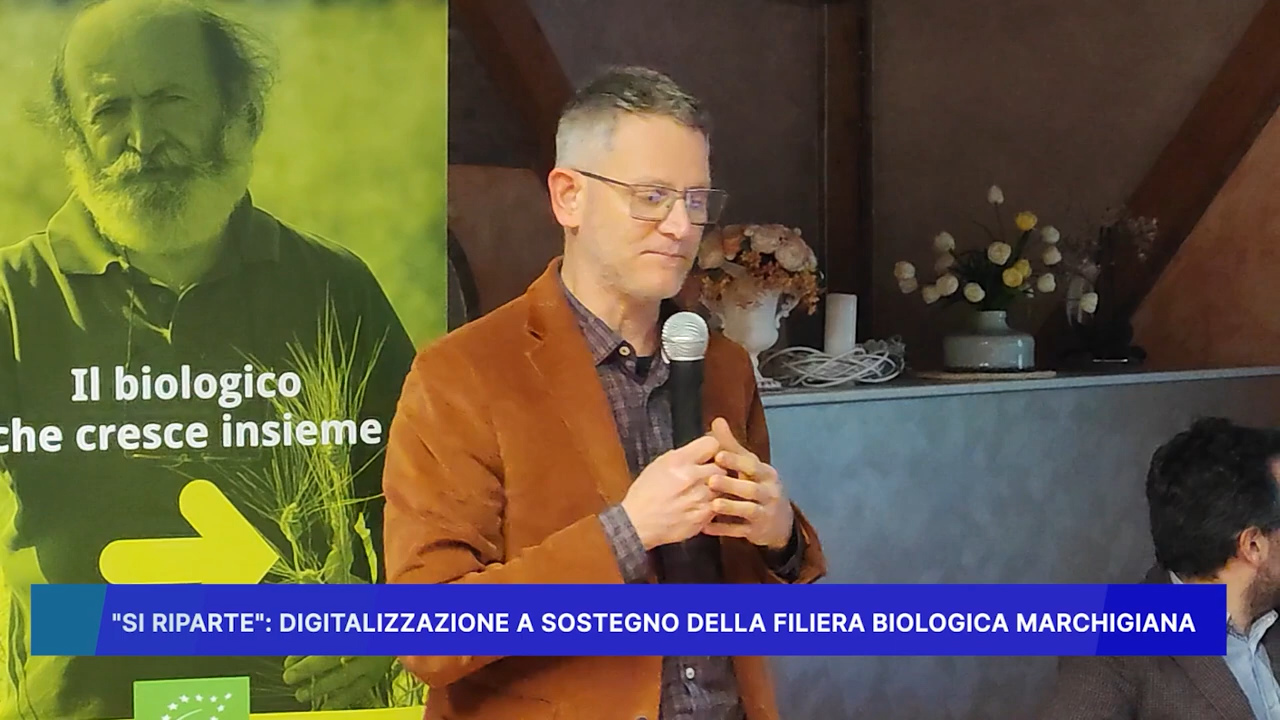 Il biologico
che cresce insieme
"SI RIPARTE": DIGITALIZZAZIONE A SOSTEGNO DELLA FILIERA BIOLOGICA MARCHIGIANA